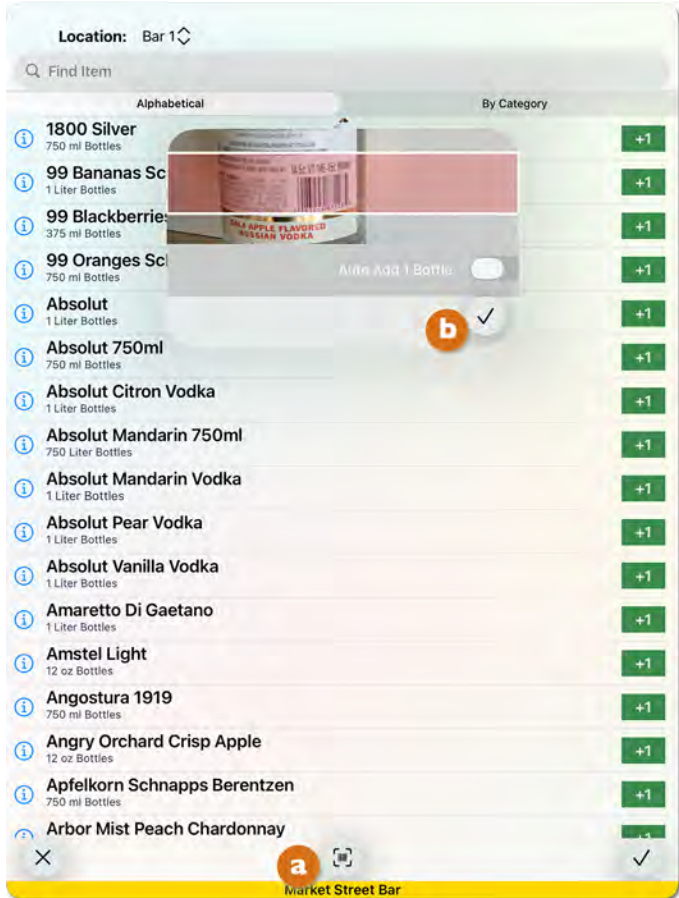 Location: Bar 1
Find Item
Alphabetical By Category
1800 Silver
750 ml Bottles
+1
99 Bananas Sc
1 Liter Bottles
+1
99 Blackberries
375 ml Bottles
+1
GALA APPLE FLAVORED
RUSSIAN VODKA
99 Oranges Sc
750 ml Bottles
+1
Auto Add 1 Bottle
Absolut
1 Liter Bottles
+1
b
Absolut 750ml
750 ml Bottles
+1
Absolut Citron Vodka
1 Liter Bottles
+1
Absolut Mandarin 750ml
750 Liter Bottles
+1
Absolut Mandarin Vodka
1 Liter Bottles
+1
Absolut Pear Vodka
1 Liter Bottles
+1
Absolut Vanilla Vodka
1 Liter Bottles
+1
Amaretto Di Gaetano
1 Liter Bottles
+1
Amstel Light
12 oz Bottles
+1
Angostura 1919
750 ml Bottles
+1
Angry Orchard Crisp Apple
12 oz Bottles
+1
Apfelkorn Schnapps Berentzen
750 ml Bottles
+1
Arbor Mist Peach Chardonnay
a
Market Street Bar